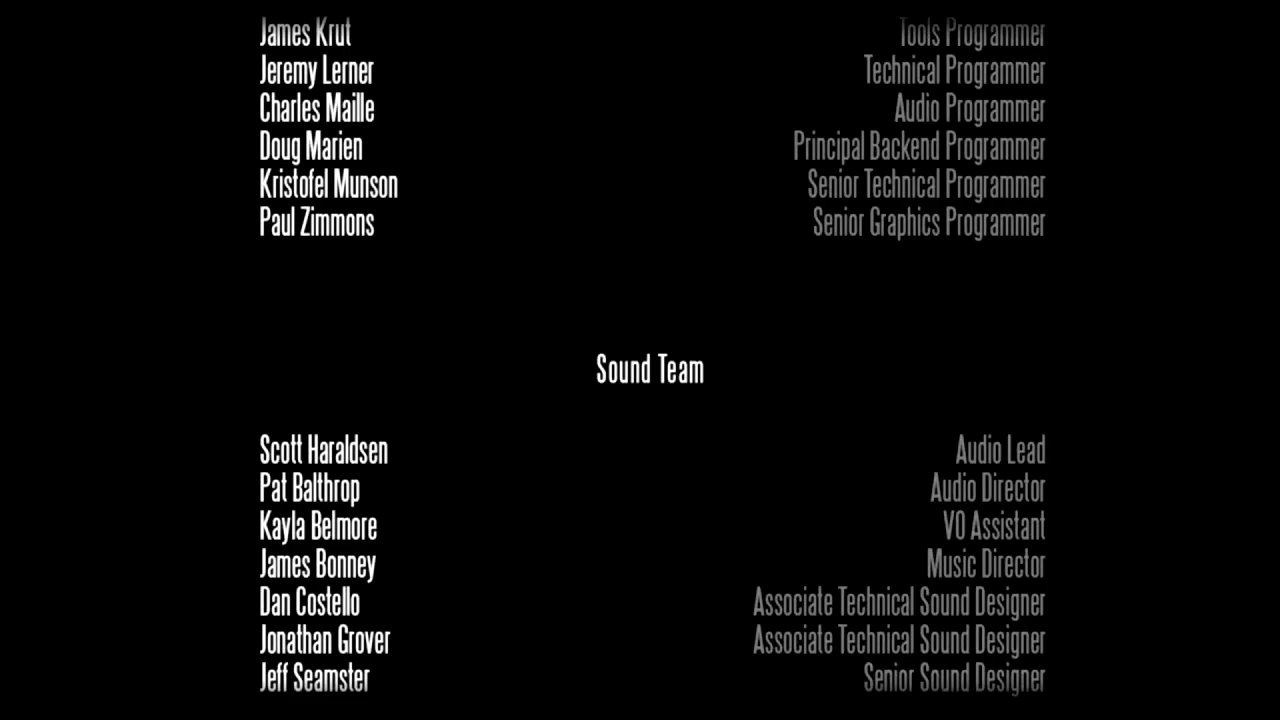 James Krut Tools Programmer
Jeremy Lerner Technical Programmer
Charles Maille Audio Programmer
Doug Marien Principal Backend Programmer
Kristofel Munson Senior Technical Programmer
Paul Zimmons Senior Graphics Programmer
Sound Team
Scott Haraldsen Audio Lead
Pat Balthrop Audio Director
Kayla Belmore VO Assistant
James Bonney Music Director
Dan Costello Associate Technical Sound Designer
Jonathan Grover Associate Technical Sound Designer
Jeff Seamster Senior Sound Designer